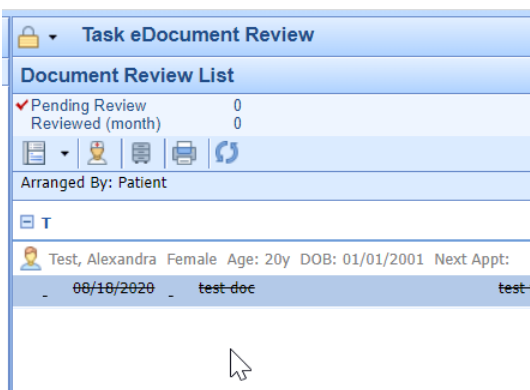 Task eDocument Review
Document Review List
Pending Review 0
Reviewed (month) 0
Arranged By: Patient
T
Test, Alexandra Female Age: 20y DOB: 01/01/2001 Next Appt:
08/18/2020 test doc test